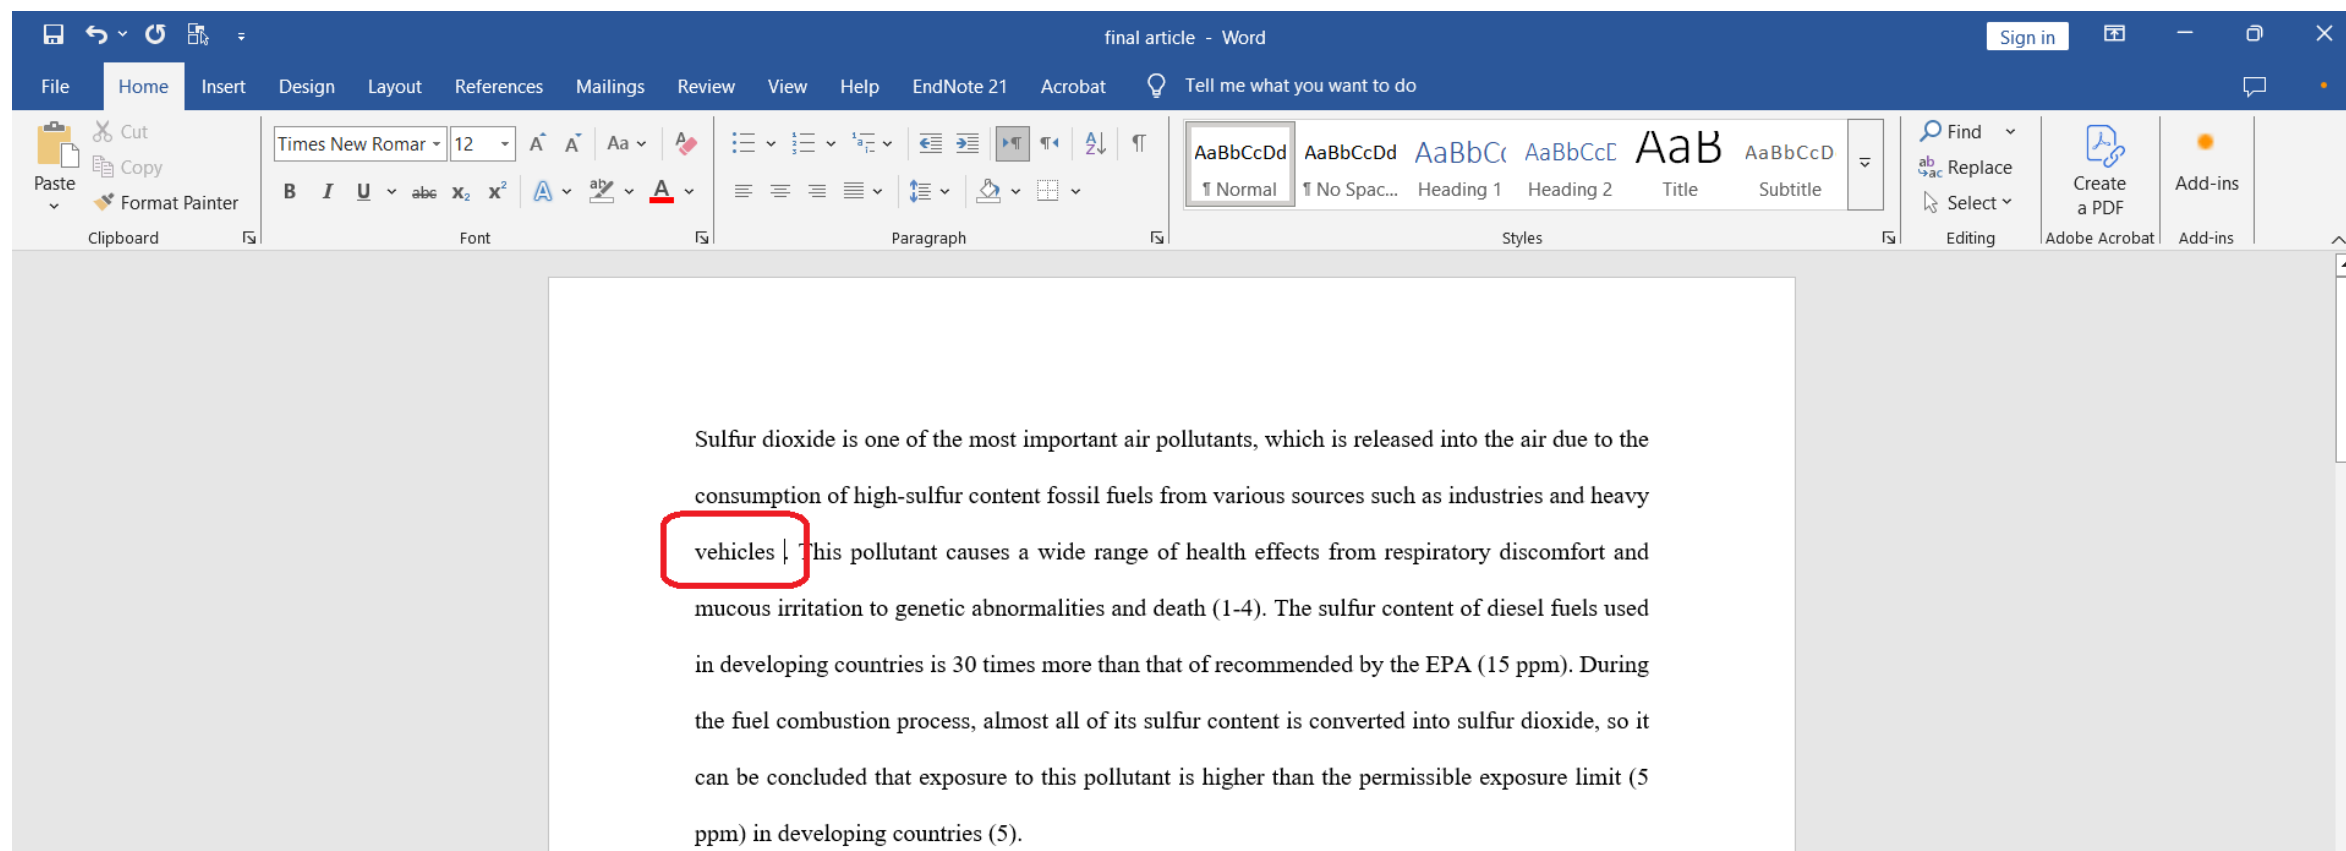 final article - Word
Sign in
File Home Insert Design Layout References Mailings Review View Help EndNote 21 Acrobat Tell me what you want to do
Paste
Cut
Copy
Format Painter
Clipboard
Times New Romar 12 A A Aa A
B I U abc X₂ X² A aby A
Font
Paragraph
AaBbCcDd AaBbCcDd AaBbC( AaBbCcE AaB AaBbCcD
¶ Normal ¶ No Spac... Heading 1 Heading 2 Title Subtitle
Styles
Find
Replace
Select
Editing
Create
a PDF
Adobe Acrobat
Add-ins
Add-ins
Sulfur dioxide is one of the most important air pollutants, which is released into the air due to the
consumption of high-sulfur content fossil fuels from various sources such as industries and heavy
vehicles . This pollutant causes a wide range of health effects from respiratory discomfort and
mucous irritation to genetic abnormalities and death (1-4). The sulfur content of diesel fuels used
in developing countries is 30 times more than that of recommended by the EPA (15 ppm). During
the fuel combustion process, almost all of its sulfur content is converted into sulfur dioxide, so it
can be concluded that exposure to this pollutant is higher than the permissible exposure limit (5
ppm) in developing countries (5).